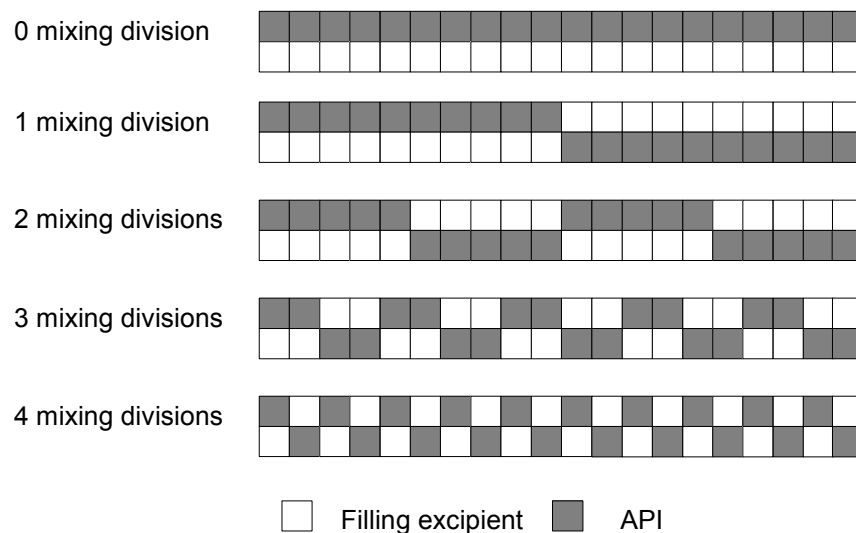 0 mixing division
1 mixing division
2 mixing divisions
3 mixing divisions
4 mixing divisions
Filling excipient API